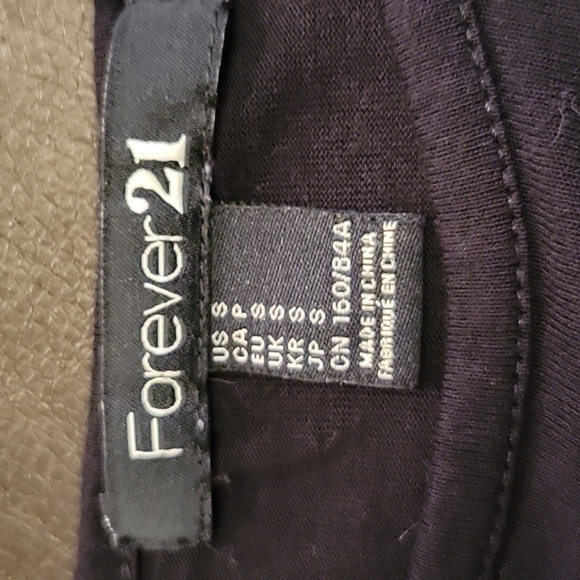 Forever21
US S
CA P
EU S
UK S
KR S
JP S
CN 160/84A
MADE IN CHINA
FABRIQUÉ EN CHINE